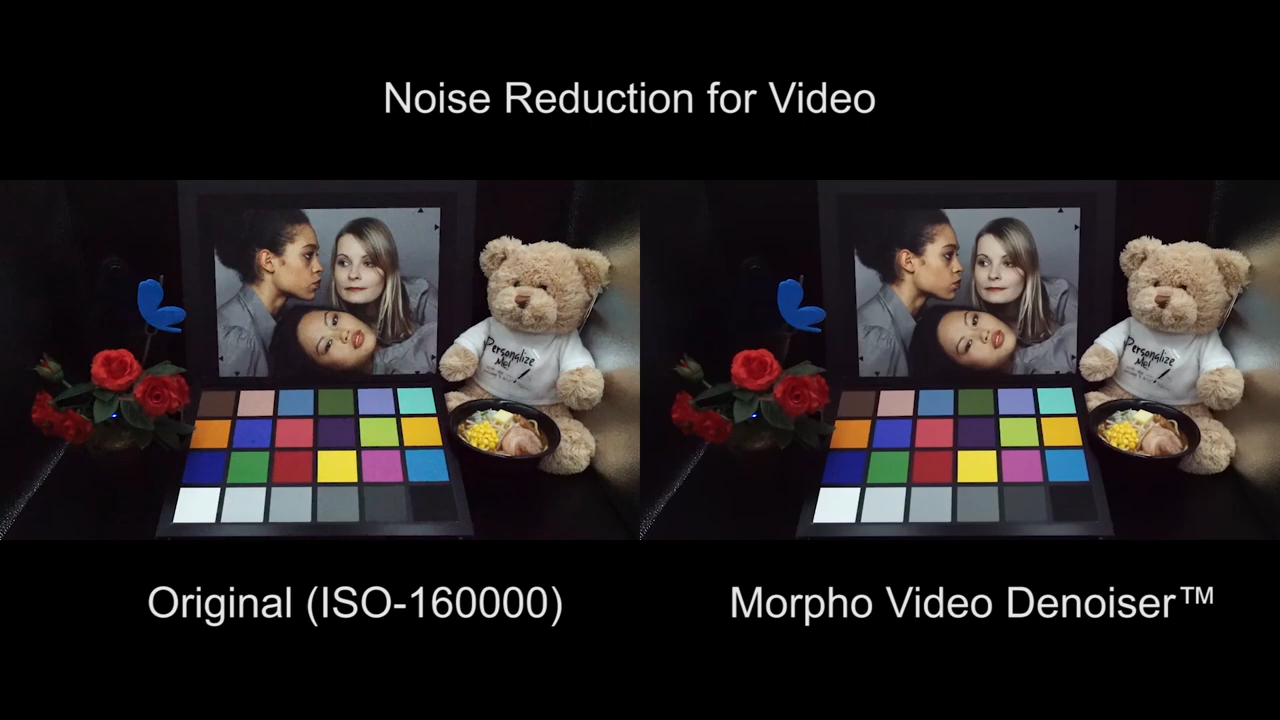 Noise Reduction for Video
Personalize
Me!
Personalize
Me!
Original (ISO-160000)
Morpho Video Denoiser™